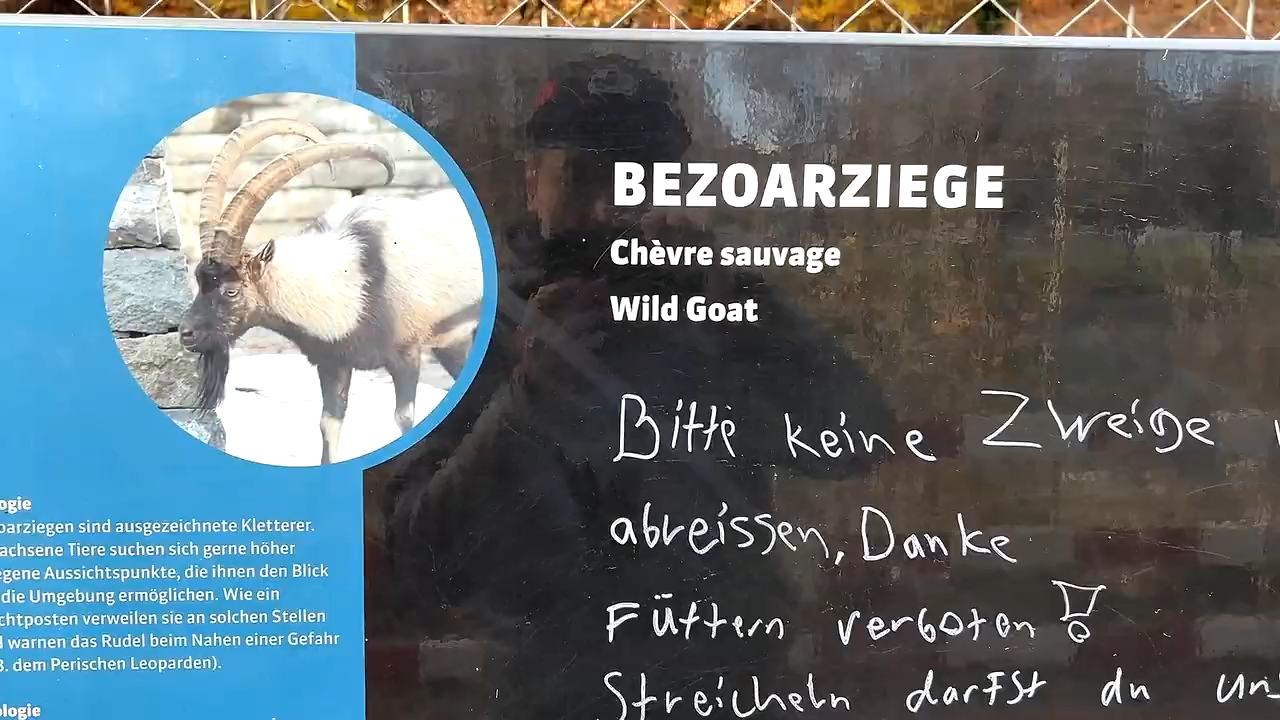 BEZOARZIEGE
Chèvre sauvage
Wild Goat
Bitte keine Zweige
abreissen, Danke
Füttern verboten
Streicheln darfst du uns
ogie
oarziegen sind ausgezeichnete Kletterer.
achsene Tiere suchen sich gerne höher
egene Aussichtspunkte, die ihnen den Blick
die Umgebung ermöglichen. Wie ein
chtposten verweilen sie an solchen Stellen
d warnen das Rudel beim Nahen einer Gefahr
B. dem Perischen Leoparden).
ologie